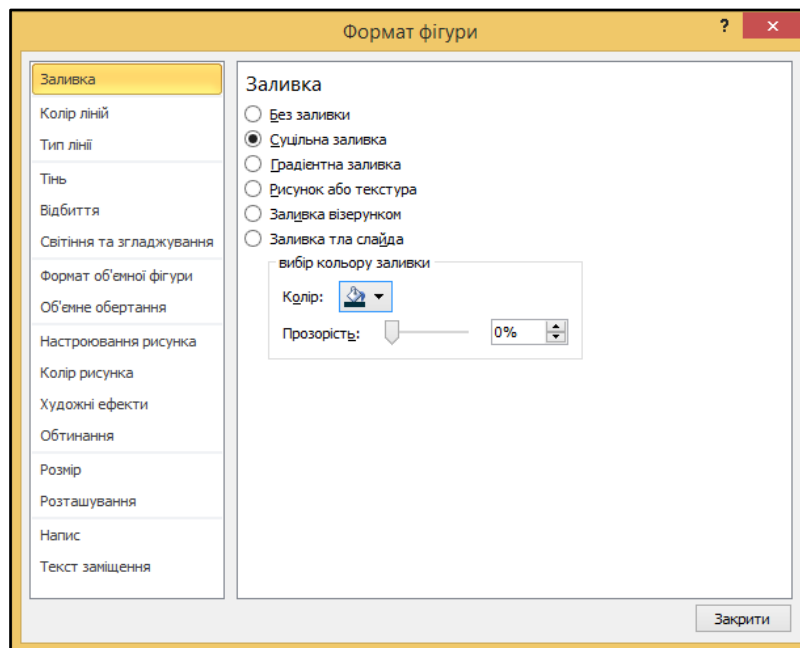 Формат фігури
?
Заливка
Колір ліній
Тип лінії
Тінь
Відбиття
Світіння та згладжування
Формат об'ємної фігури
Об'ємне обертання
Настроювання рисунка
Колір рисунка
Художні ефекти
Обтинання
Розмір
Розташування
Напис
Текст заміщення
Заливка
Без заливки
Суцільна заливка
Градієнтна заливка
Рисунок або текстура
Заливка візерунком
Заливка тла слайда
вибір кольору заливки
Колір:
Прозорість: 0%
Закрити